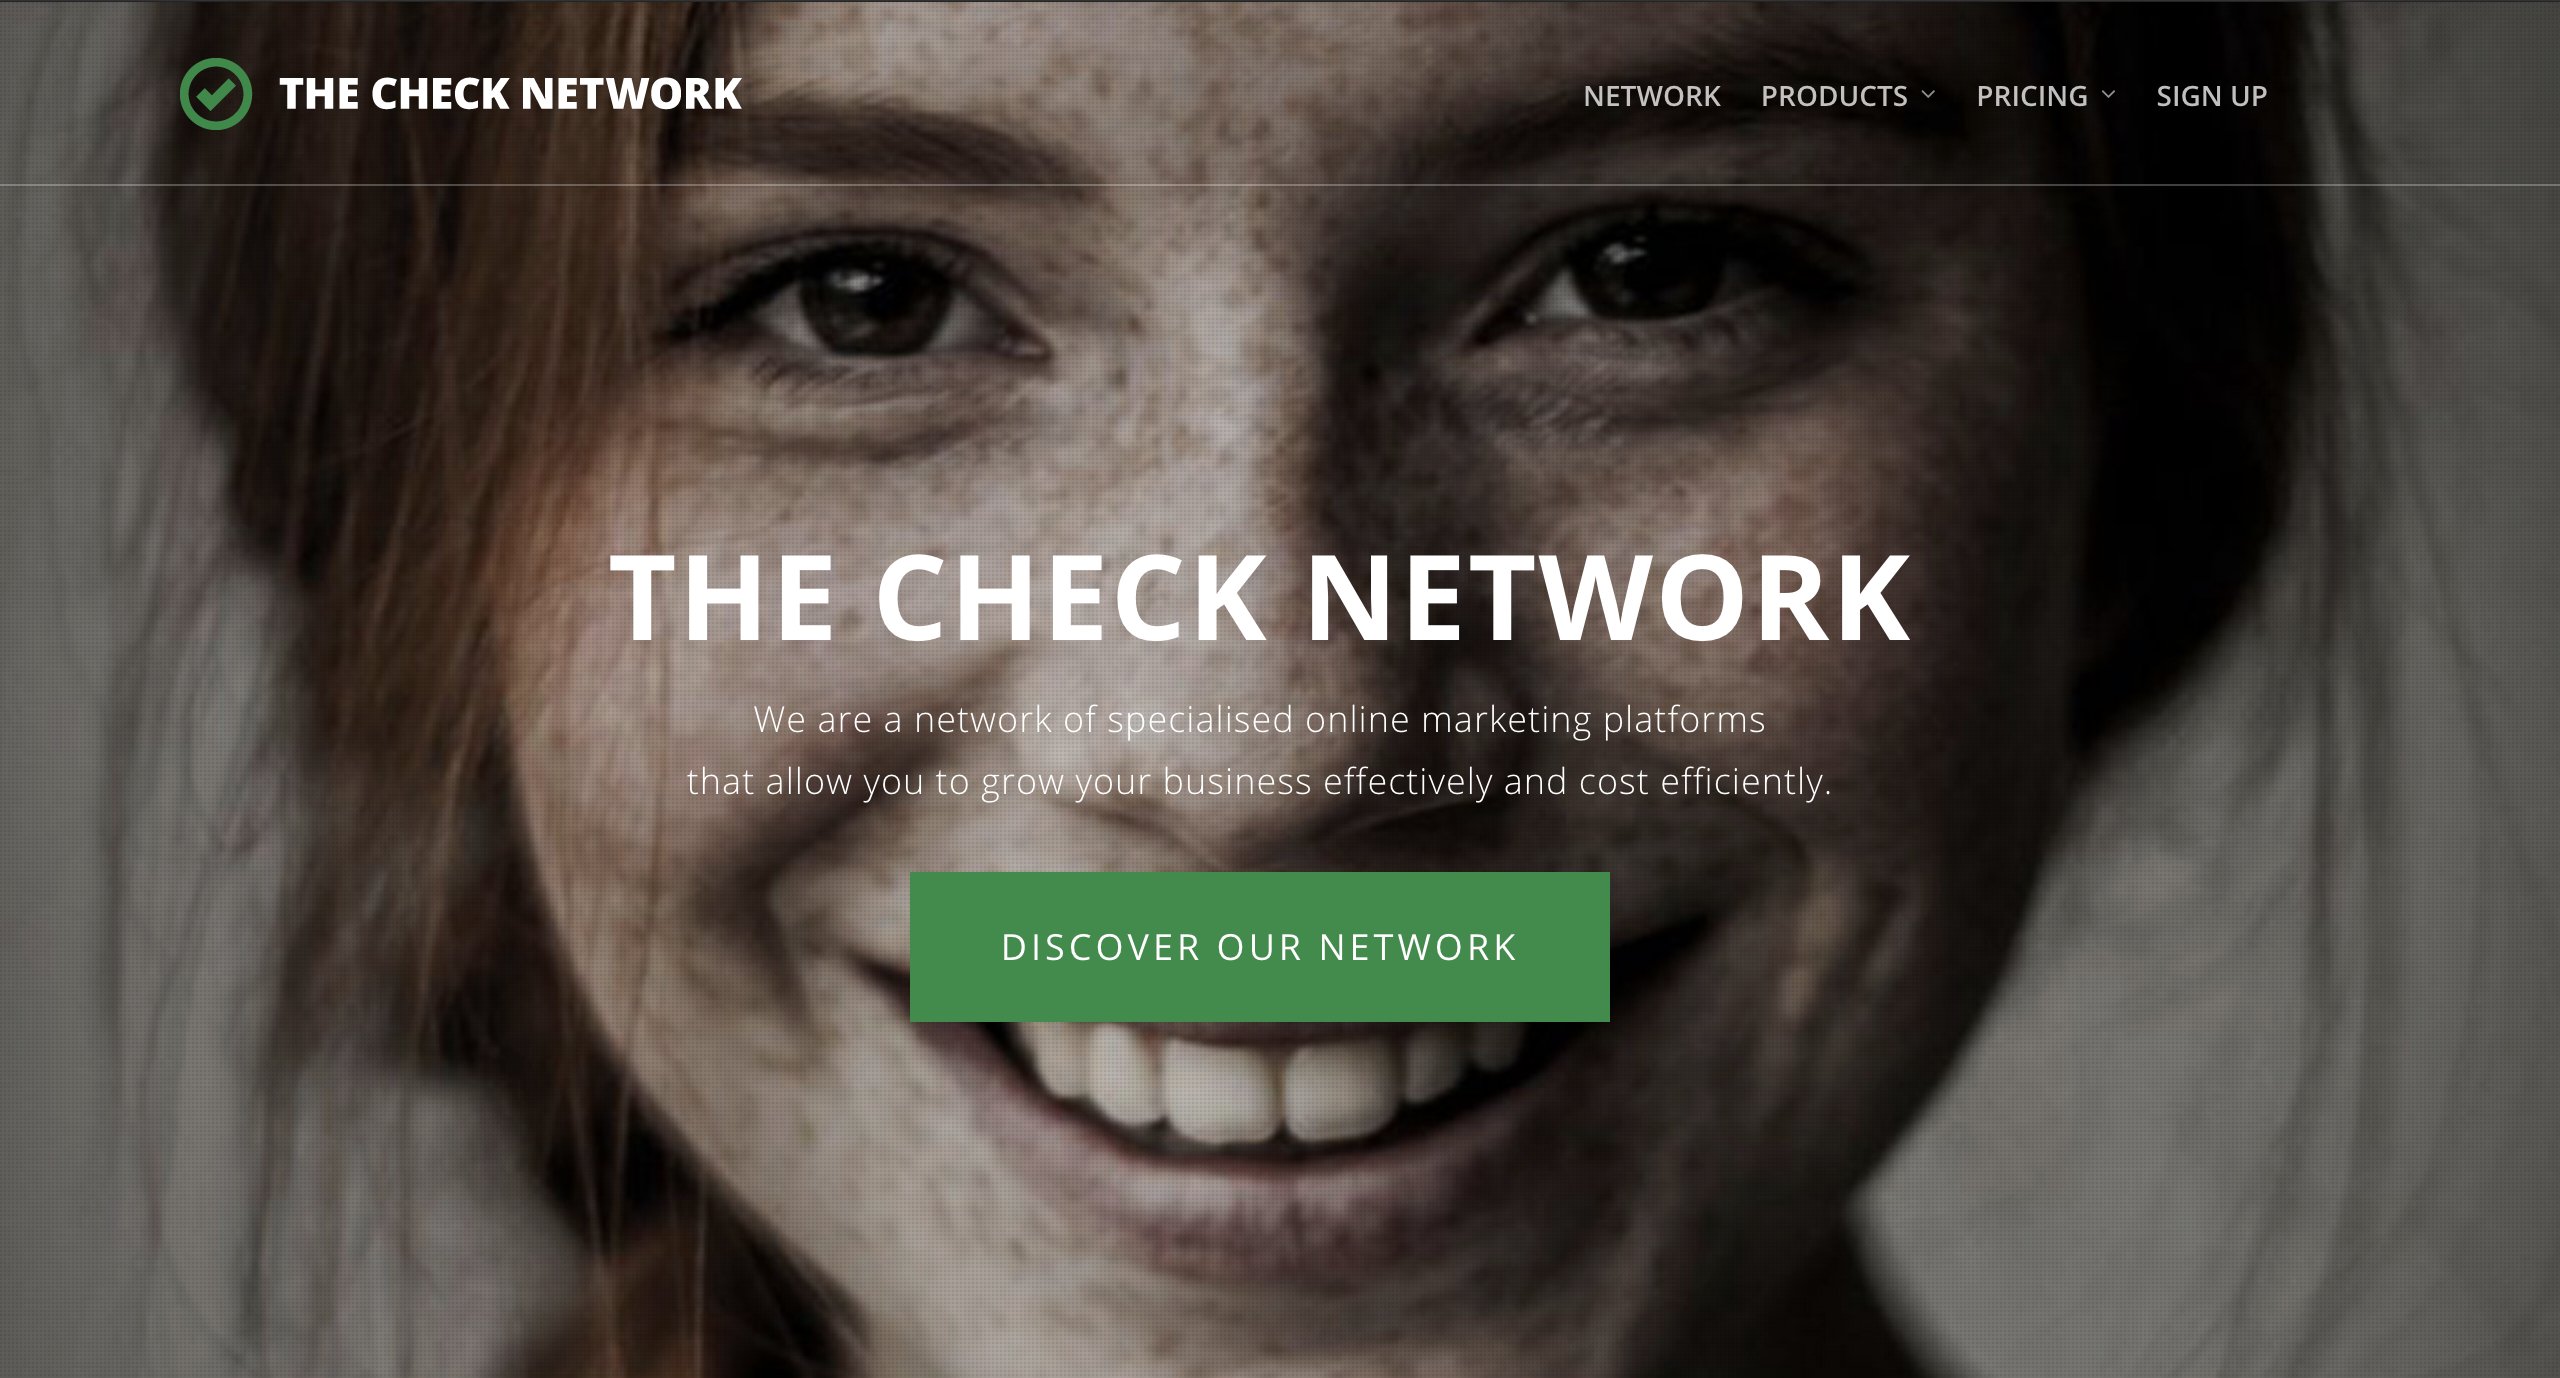 THE CHECK NETWORK
NETWORK
PRODUCTS
PRICING
SIGN UP
THE CHECK NETWORK
We are a network of specialised online marketing platforms
that allow you to grow your business effectively and cost efficiently.
DISCOVER OUR NETWORK